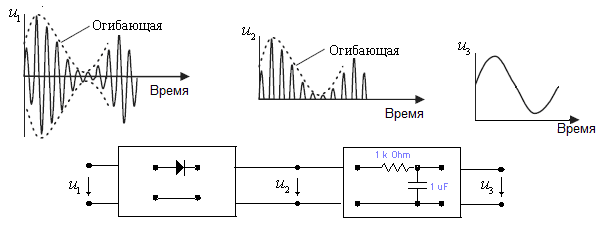 u1
Огибающая
Время
u2
Огибающая
Время
u3
Время
u1
u2
1 k Ohm
1 uF
u3